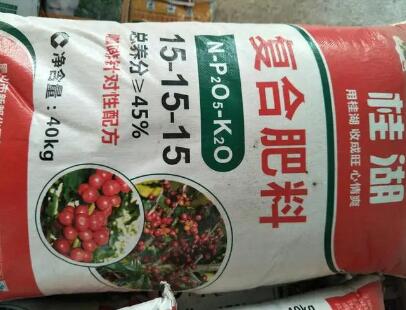 桂湖
用桂湖 收成旺 心情爽
复合肥料
N-P₂O₅-K₂O
15-15-15
总养分≥45%
净含量：40kg
40kg